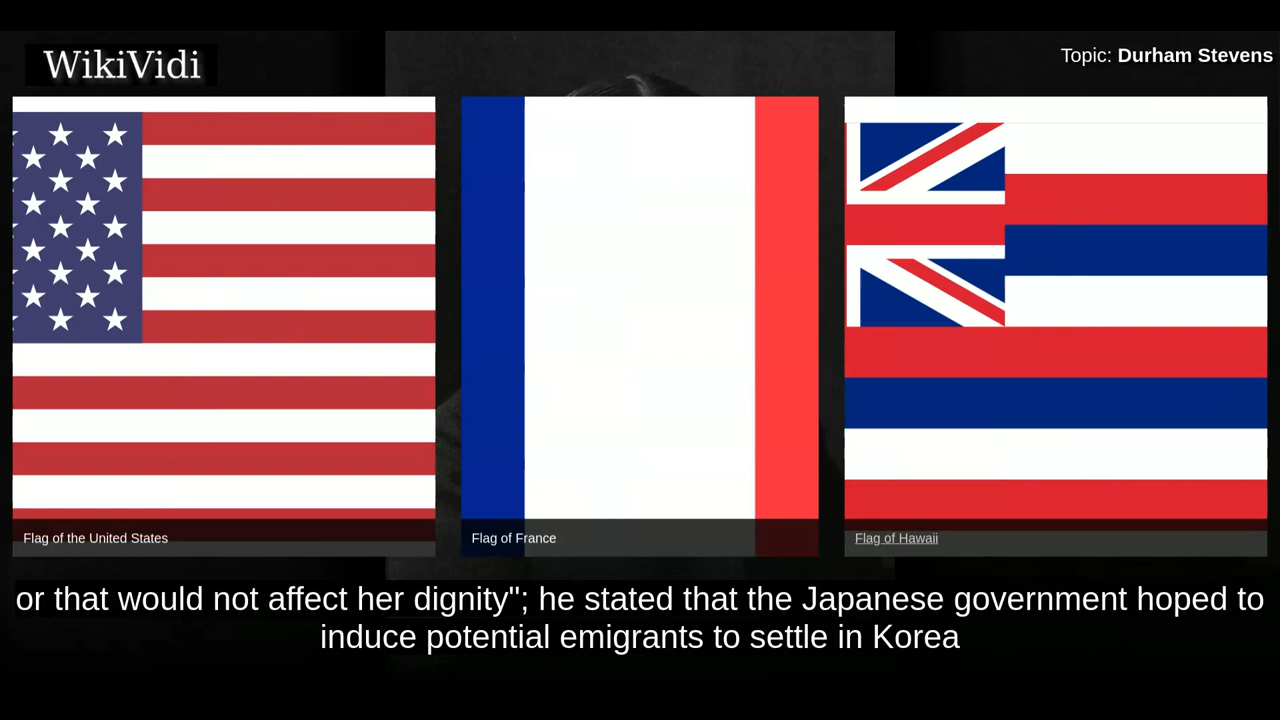 WikiVidi
Topic: Durham Stevens
Flag of the United States
Flag of France
Flag of Hawaii
or that would not affect her dignity"; he stated that the Japanese government hoped to
induce potential emigrants to settle in Korea